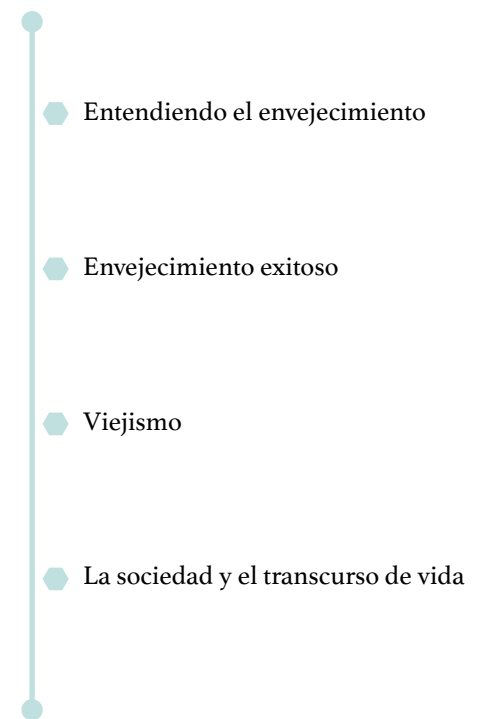 Entendiendo el envejecimiento
Envejecimiento exitoso
Viejismo
La sociedad y el transcurso de vida